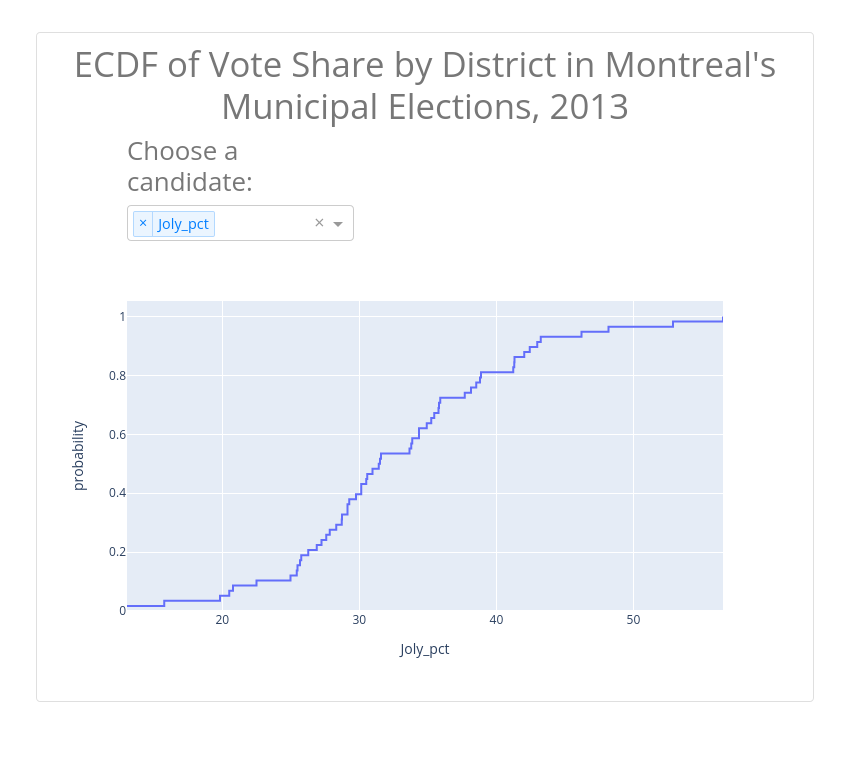 ECDF of Vote Share by District in Montreal's
Municipal Elections, 2013
Choose a
candidate:
× Joly_pct ×
1
0.8
0.6
0.4
0.2
0
probability
20 30 40 50
Joly_pct